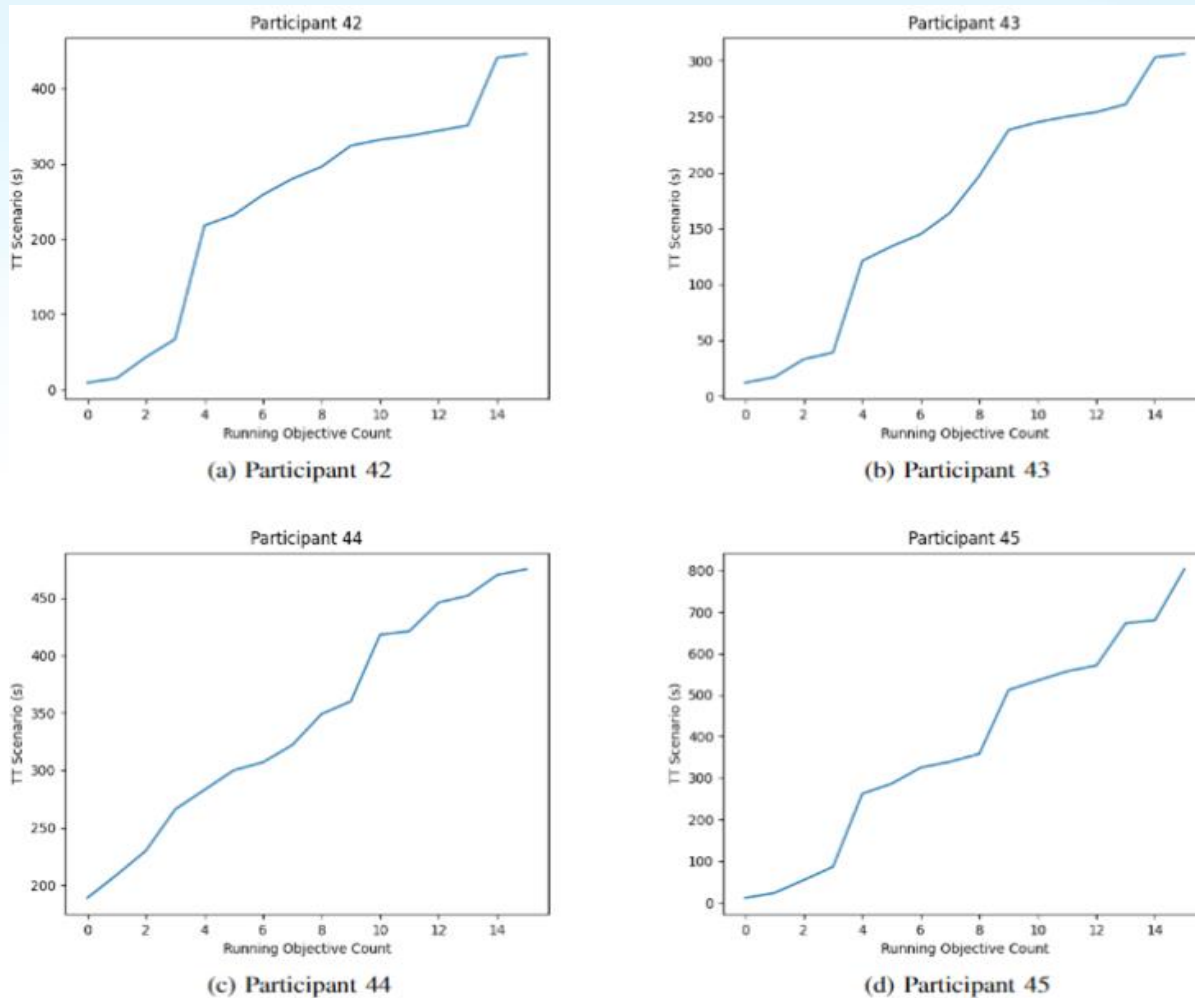 Participant 42
400
300
200
100
0
TT Scenario (s)
0 2 4 6 8 10 12 14
Running Objective Count
(a) Participant 42
Participant 43
300
250
200
150
100
50
0
TT Scenario (s)
0 2 4 6 8 10 12 14
Running Objective Count
(b) Participant 43
Participant 44
450
400
350
300
250
200
TT Scenario (s)
0 2 4 6 8 10 12 14
Running Objective Count
(c) Participant 44
Participant 45
800
700
600
500
400
300
200
100
0
TT Scenario (s)
0 2 4 6 8 10 12 14
Running Objective Count
(d) Participant 45